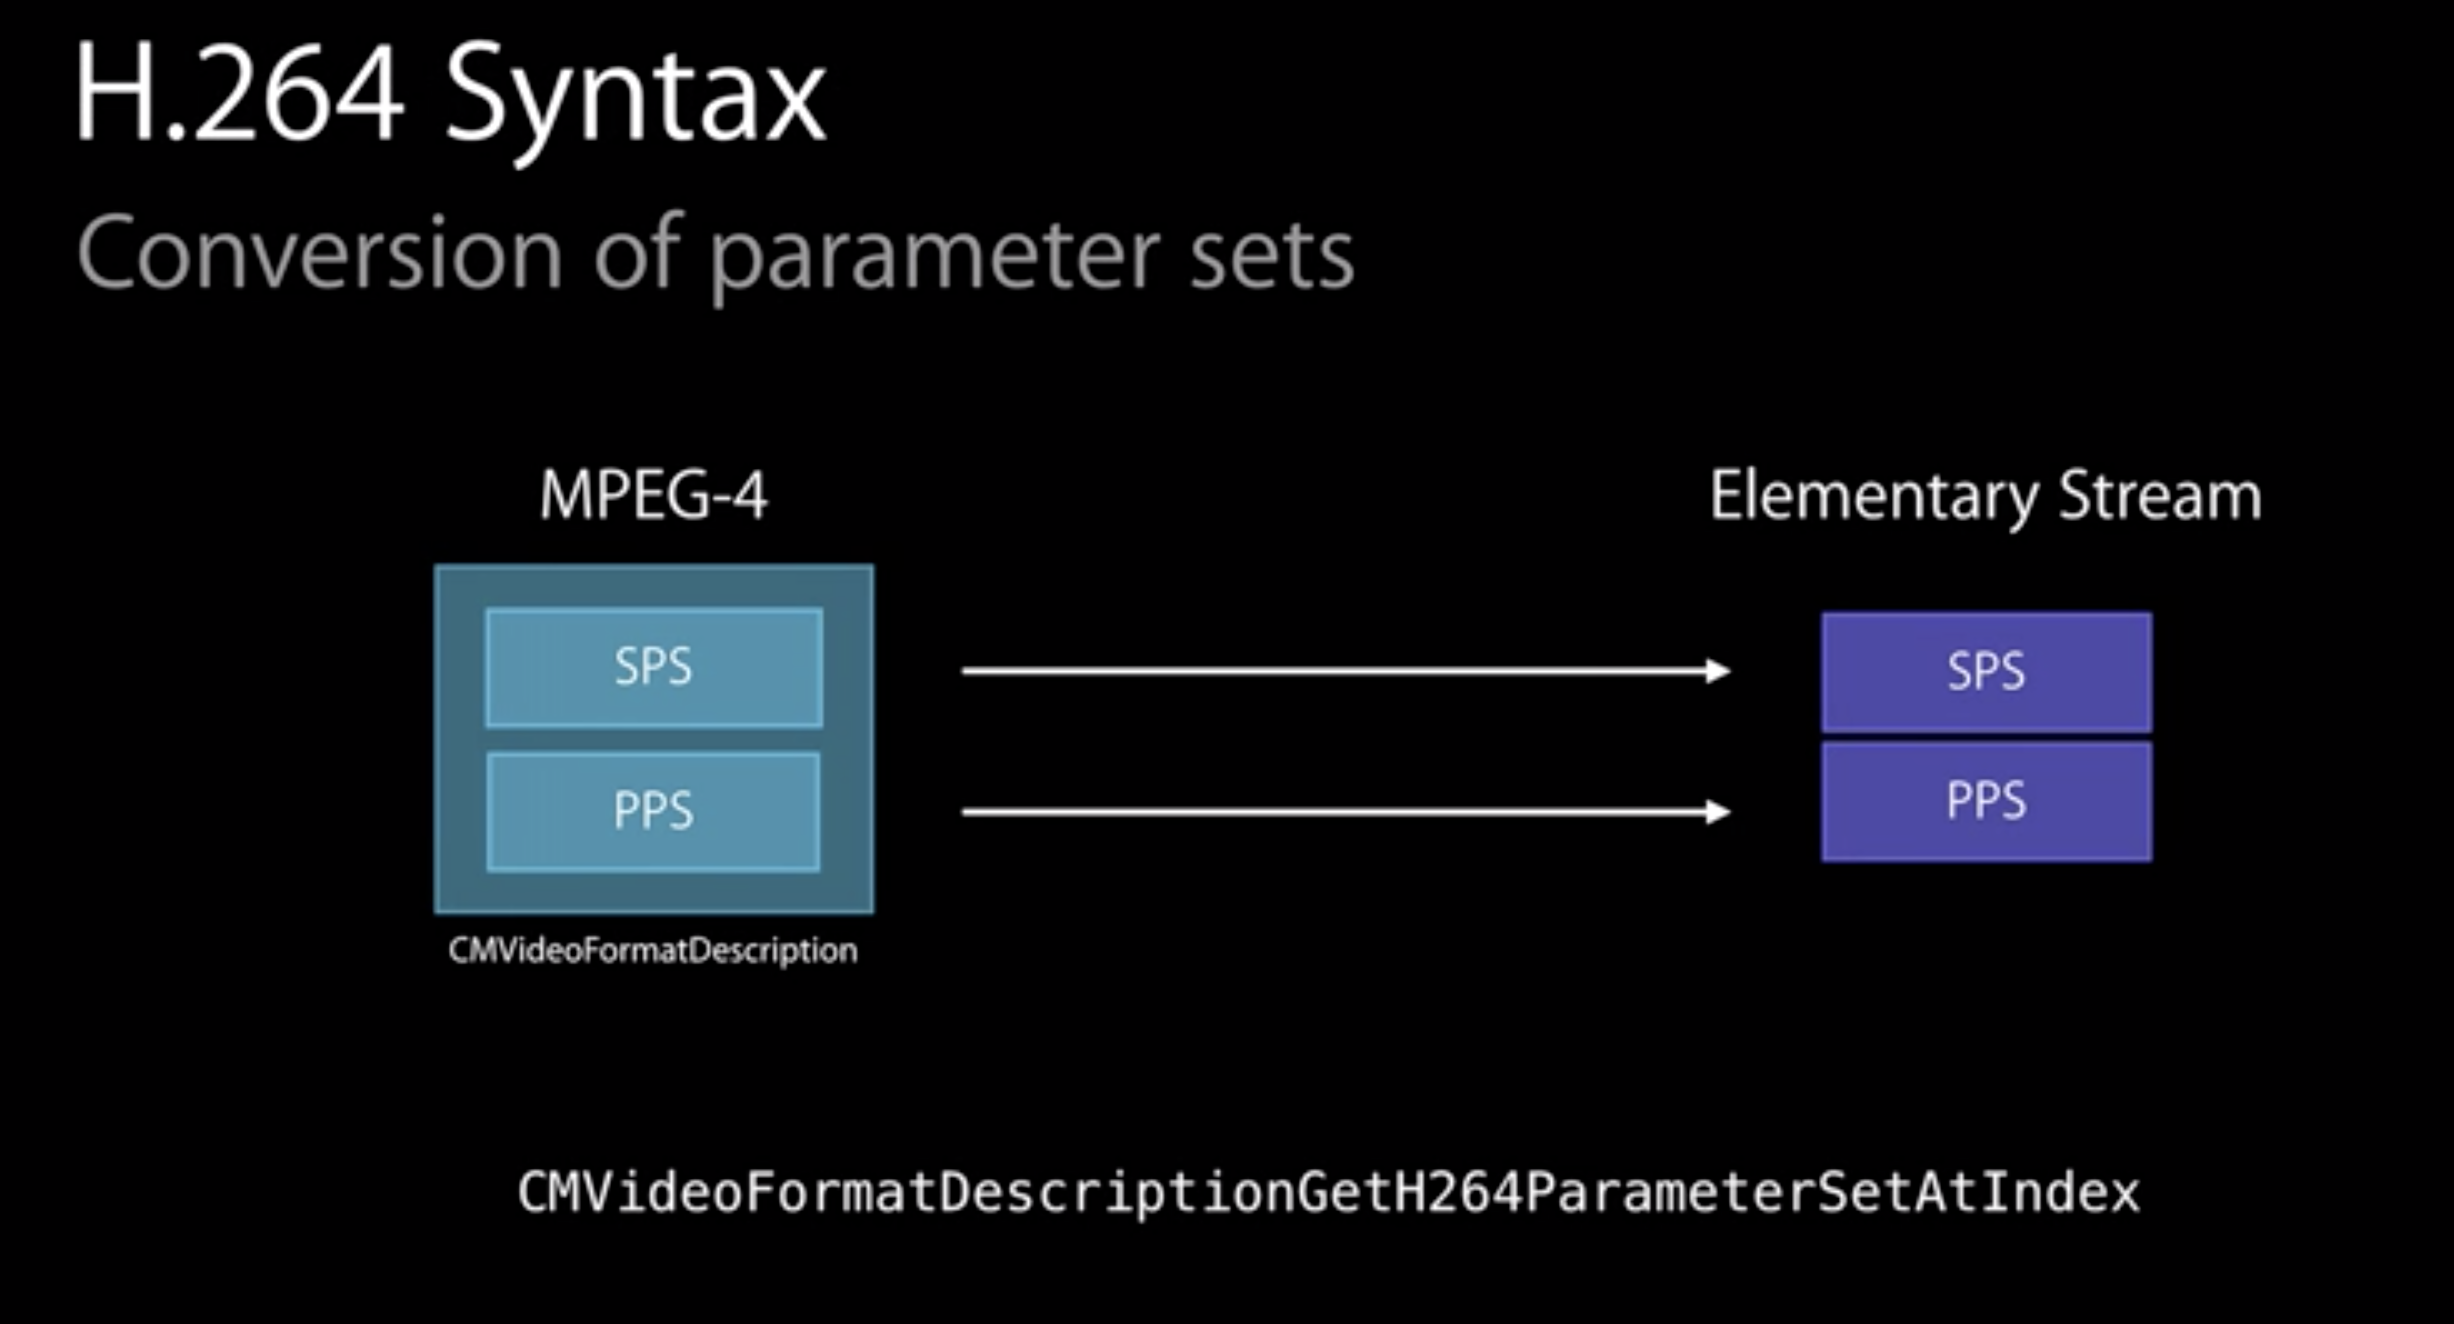 H.264 Syntax
Conversion of parameter sets
MPEG-4
Elementary Stream
SPS
SPS
PPS
PPS
CMVideoFormatDescription
CMVideoFormatDescriptionGetH264ParameterSetAtIndex